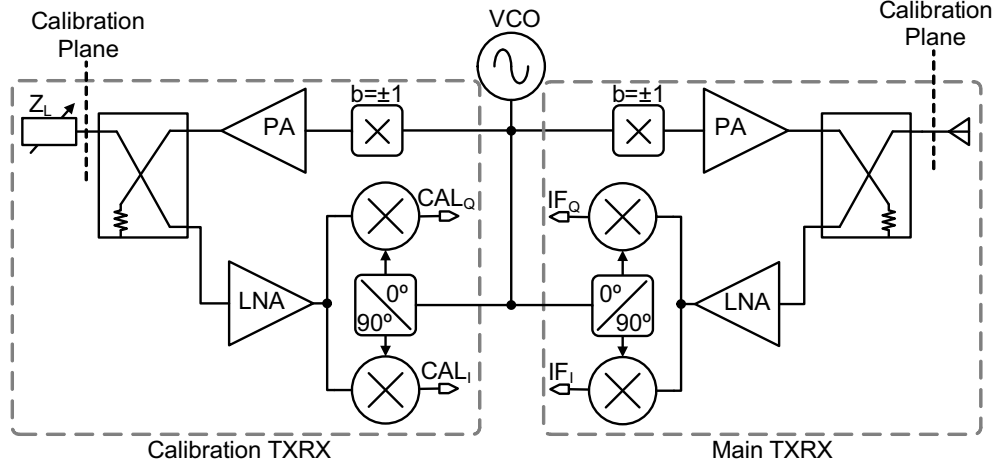 Calibration
Plane
VCO
Calibration
Plane
Z_L
b=±1
b=±1
PA
PA
CAL_Q
IF_Q
LNA
0º
90º
0º
90º
LNA
CAL_I
IF_I
Calibration TXRX
Main TXRX